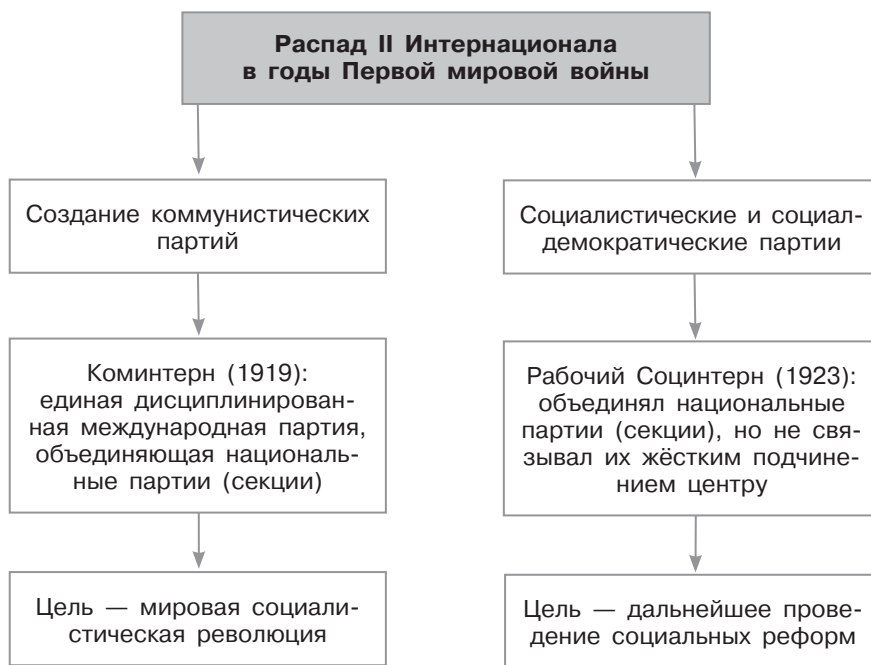 Распад II Интернационала
в годы Первой мировой войны
Создание коммунистических
партий
Коминтерн (1919):
единая дисциплинирован-
ная международная партия,
объединяющая националь-
ные партии (секции)
Цель — мировая социали-
стическая революция
Социалистические и социал-
демократические партии
Рабочий Социнтерн (1923):
объединял национальные
партии (секции), но не свя-
зывал их жёстким подчине-
нием центру
Цель — дальнейшее прове-
дение социальных реформ